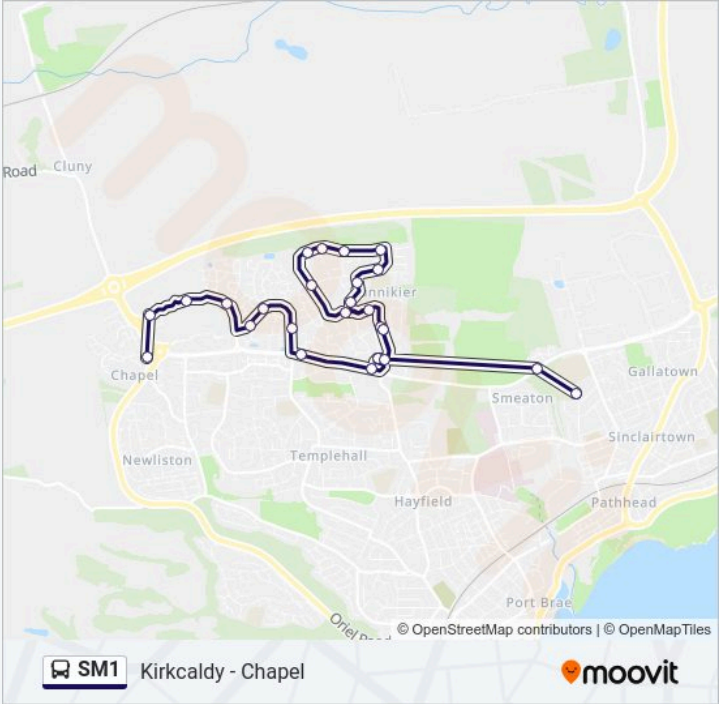 Road
Cluny
nnikier
Chapel
Gallatown
Smeaton
Sinclairtown
Newliston
Templehall
Hayfield
Pathhead
Port Brae
Oriel Road
© OpenStreetMap contributors | © OpenMapTiles
SM1
Kirkcaldy - Chapel
moovit